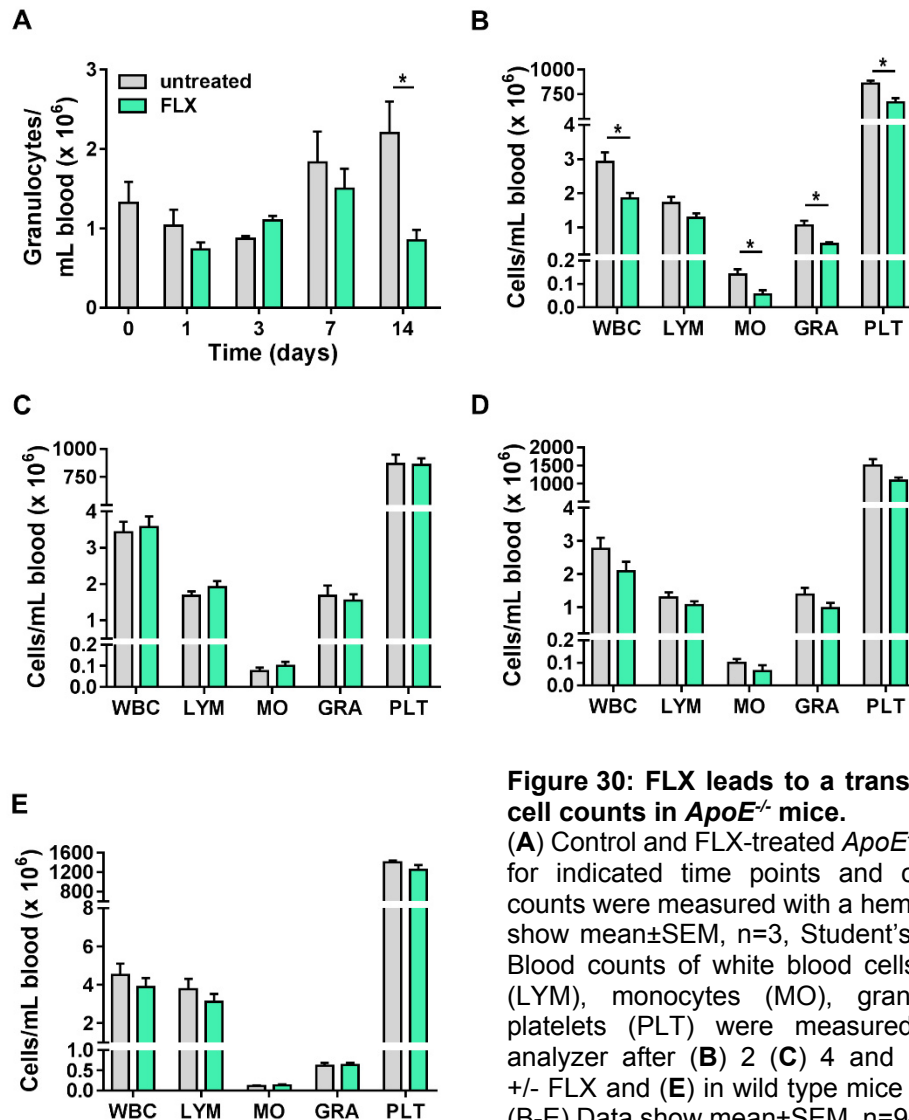 A
Granulocytes/
mL blood (x 10⁶)
3
2
1
0
untreated
FLX
*
0 1 3 7 14
Time (days)
B
Cells/mL blood (x 10⁶)
1000
750
4
3
2
1
0.2
0.1
0.0
* * * *
WBC LYM MO GRA PLT
C
Cells/mL blood (x 10⁶)
1000
750
4
3
2
1
0.2
0.1
0.0
WBC LYM MO GRA PLT
D
Cells/mL blood (x 10⁶)
2000
1500
1000
4
3
2
1
0.2
0.1
0.0
WBC LYM MO GRA PLT
E
Cells/mL blood (x 10⁶)
1600
1200
8
6
4
2
1.0
0.5
0.0
WBC LYM MO GRA PLT
Figure 30: FLX leads to a trans
cell counts in ApoE⁻/⁻ mice.
(A) Control and FLX-treated ApoE
for indicated time points and
counts were measured with a hem
show mean±SEM, n=3, Student's
Blood counts of white blood cells
(LYM), monocytes (MO), gran
platelets (PLT) were measured
analyzer after (B) 2 (C) 4 and
+/- FLX and (E) in wild type mice
(B-E) Data show mean±SEM, n=9